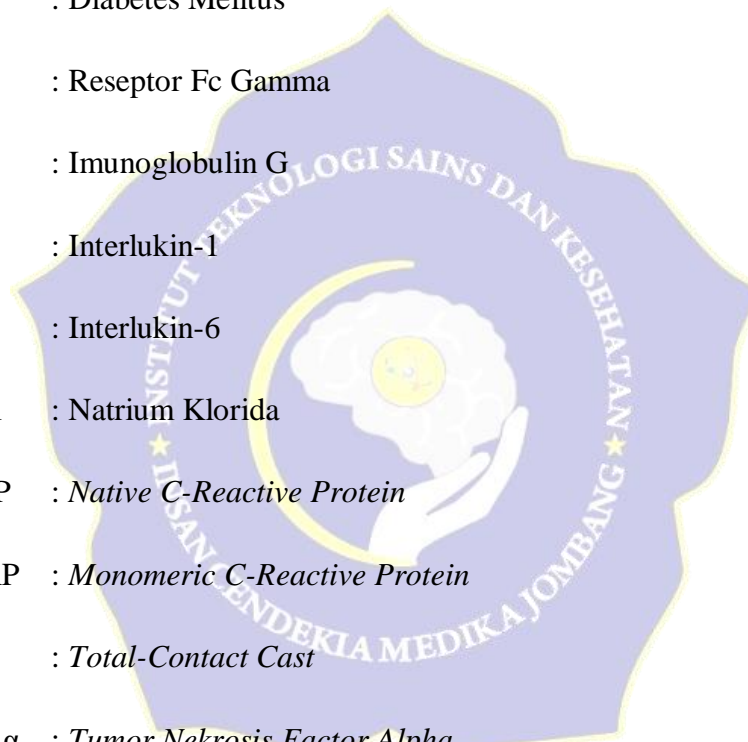 : Diabetes Melitus
: Reseptor Fc Gamma
: Imunoglobulin G
: Interlukin-1
: Interlukin-6
: Natrium Klorida
P : Native C-Reactive Protein
P : Monomeric C-Reactive Protein
: Total-Contact Cast
α : Tumor Nekrosis Factor Alpha
INSTITUT TEKNOLOGI SAINS DAN KESEHATAN
INSAN CENDEKIA MEDIKA JOMBANG